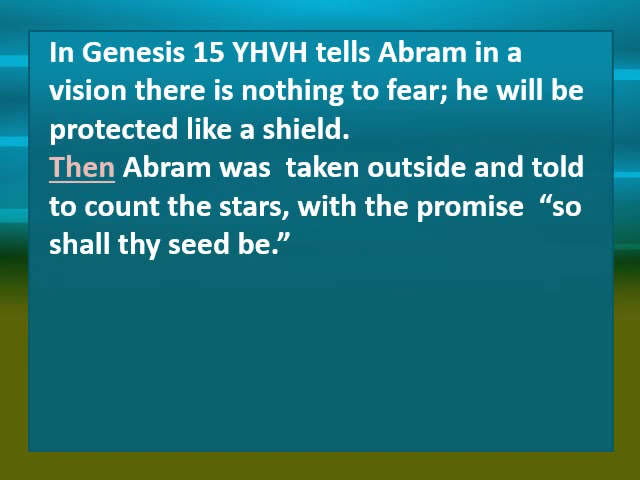 In Genesis 15 YHVH tells Abram in a
vision there is nothing to fear; he will be
protected like a shield.
Then Abram was  taken outside and told
to count the stars, with the promise  “so
shall thy seed be.”